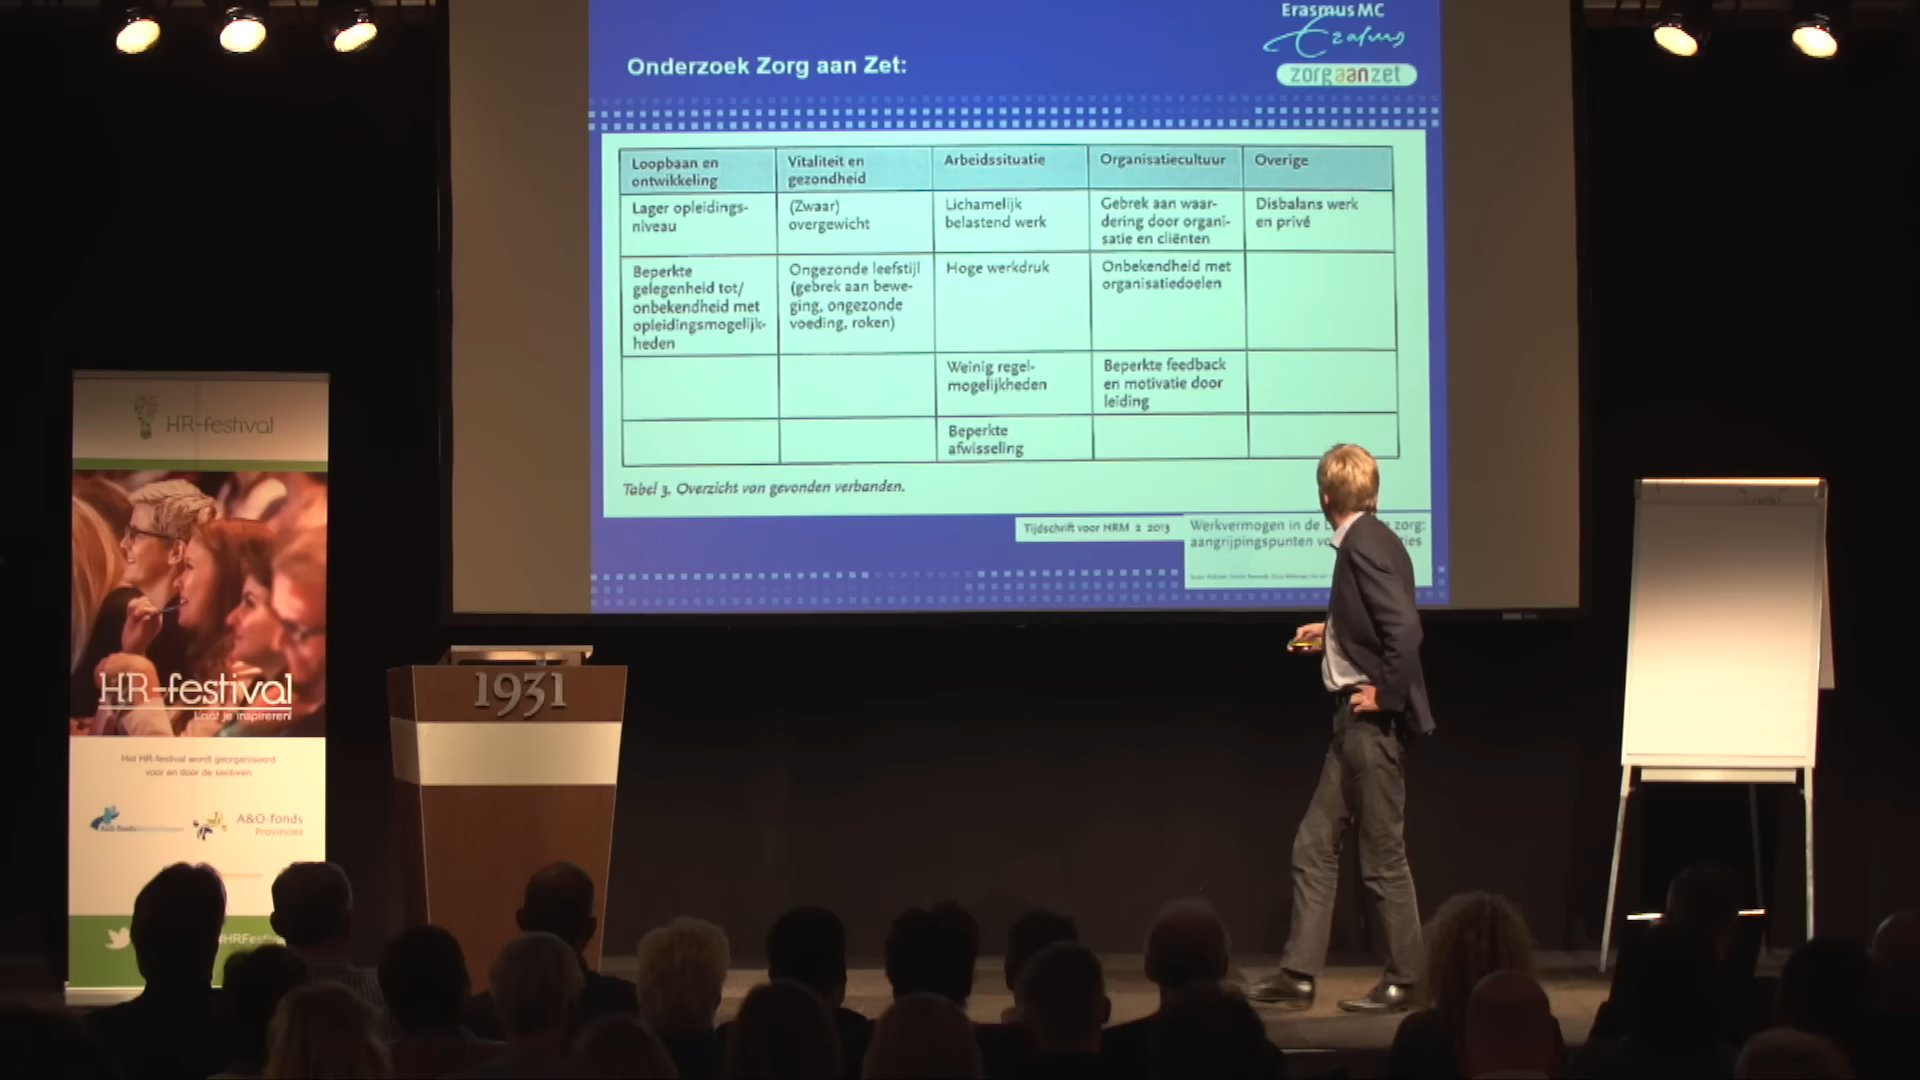 Erasmus MC
Erasmus
zorgaanzet
Onderzoek Zorg aan Zet:
Loopbaan en
ontwikkeling
Vitaliteit en
gezondheid
Arbeidssituatie
Organisatiecultuur
Overige
Lager opleidings-
niveau
(Zwaar)
overgewicht
Lichamelijk
belastend werk
Gebrek aan waar-
dering door organi-
satie en cliënten
Disbalans werk
en privé
Beperkte
gelegenheid tot/
onbekendheid met
opleidingsmogelijk-
heden
Ongezonde leefstijl
(gebrek aan bewe-
ging, ongezonde
voeding, roken)
Hoge werkdruk
Onbekendheid met
organisatiedoelen
Weinig regel-
mogelijkheden
Beperkte feedback
en motivatie door
leiding
Beperkte
afwisseling
Tabel 3. Overzicht van gevonden verbanden.
Tijdschrift voor HRM 2 2013
Werkvermogen in de zorg:
aangrijpingspunten
HR-festival
HR-festival
Laat je inspireren!
Het HR-festival wordt georganiseerd
voor en door de sectoren
A&O-fonds
Provincies
1931